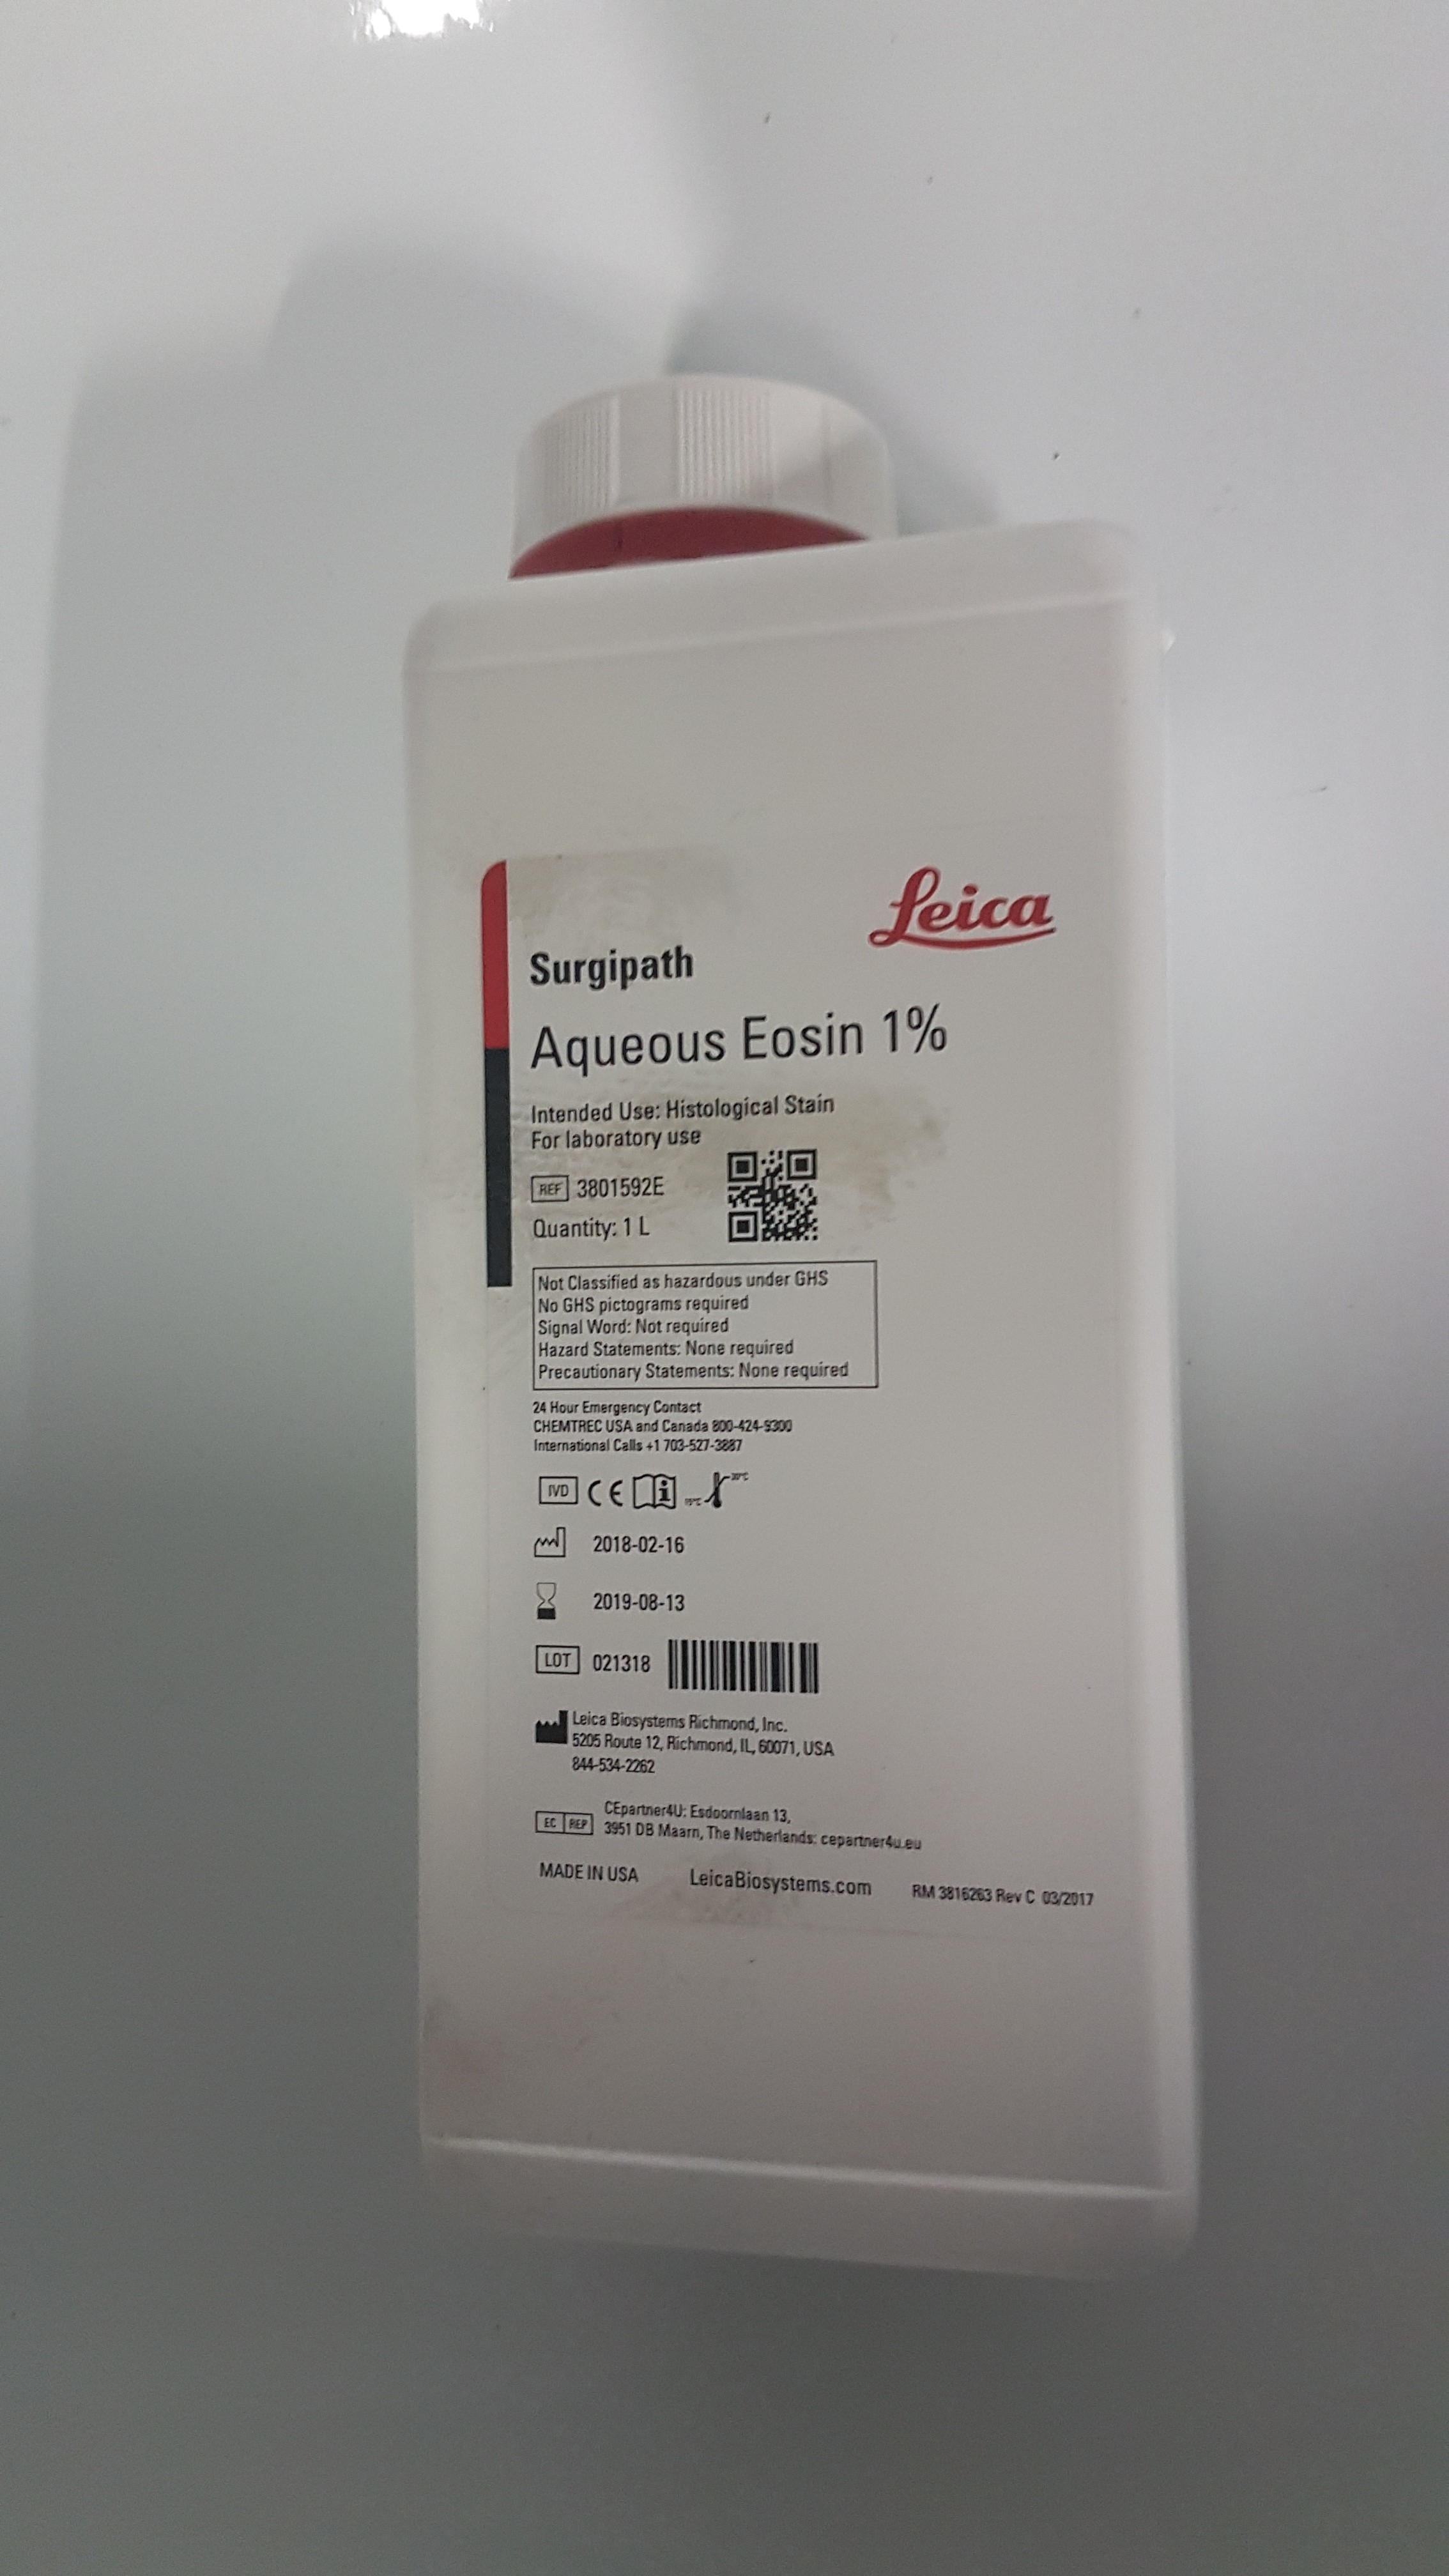 Leica
Surgipath
Aqueous Eosin 1%
Intended Use: Histological Stain
For laboratory use
REF 3801592E
Quantity: 1 L
Not Classified as hazardous under GHS
No GHS pictograms required
Signal Word: Not required
Hazard Statements: None required
Precautionary Statements: None required
24 Hour Emergency Contact
CHEMTREC USA and Canada 800-424-9300
International Calls +1 703-527-3887
IVD CE 15°C 30°C
2018-02-16
2019-08-13
LOT 021318
Leica Biosystems Richmond, Inc.
5205 Route 12, Richmond, IL, 60071, USA
844-534-2262
EC REP CEpartner4U: Esdoornlaan 13,
3951 DB Maarn, The Netherlands: cepartner4u.eu
MADE IN USA LeicaBiosystems.com RM 3816263 Rev C 03/2017